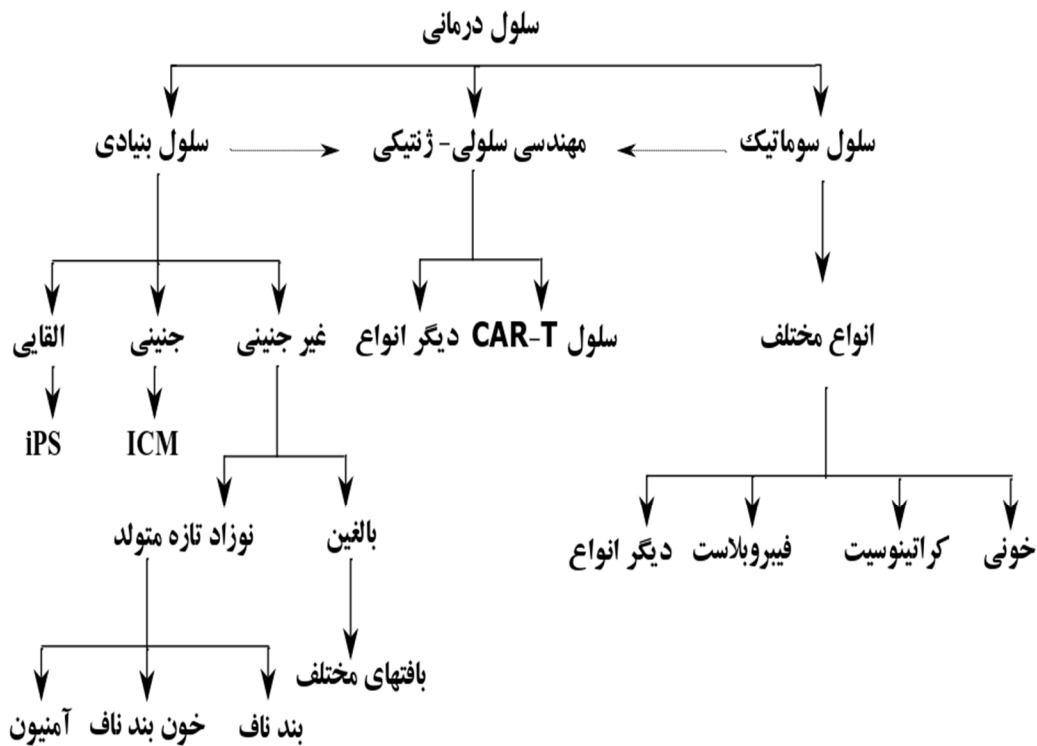 سلول درمانی
سلول سوماتیک
مهندسی سلولی- ژنتیکی
سلول بنیادی
انواع مختلف
سلول CAR-T
دیگر انواع
غیر جنینی
جنینی
القایی
ICM
iPS
خونی
کراتینوسیت
فیبروبلاست
دیگر انواع
بالغین
نوزاد تازه متولد
بافتهای مختلف
بند ناف
خون بند ناف
آمنیون